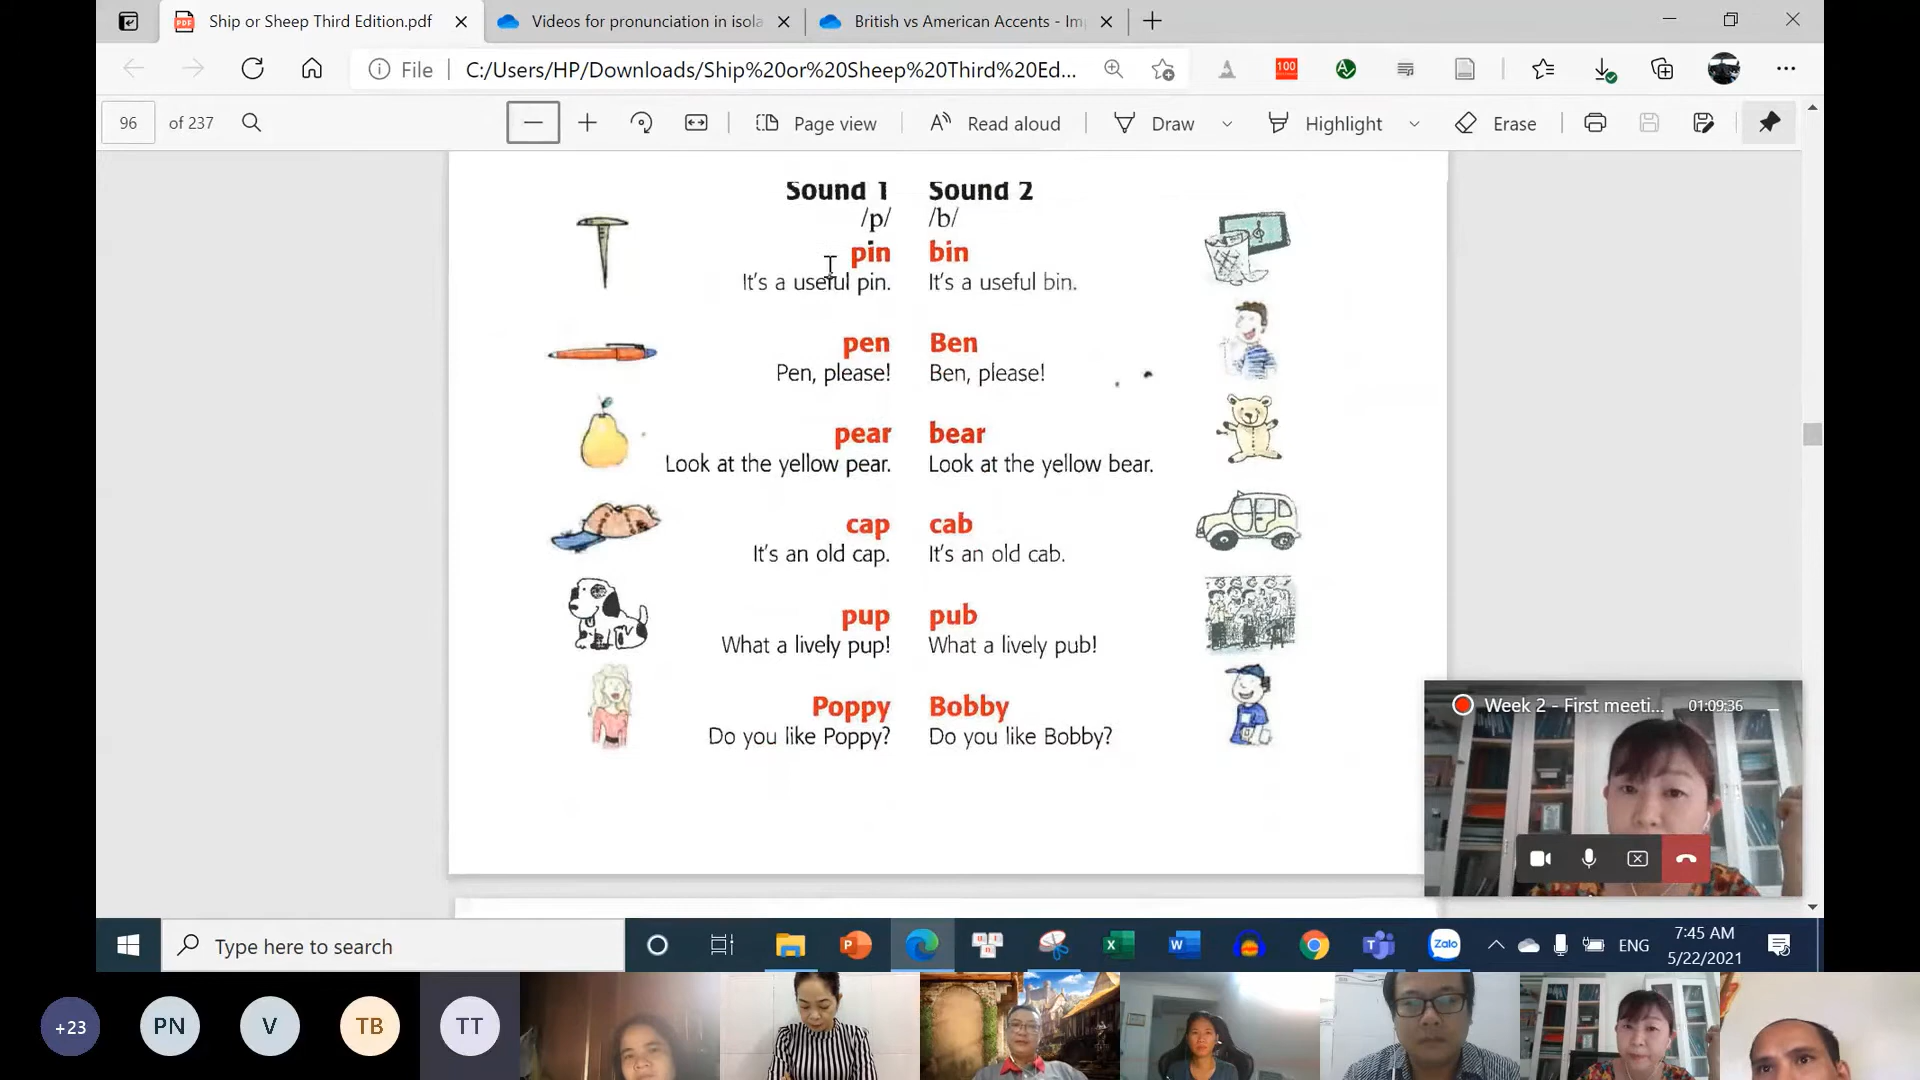 Ship or Sheep Third Edition.pdf
Videos for pronunciation in isola
British vs American Accents - Im
File
C:/Users/HP/Downloads/Ship%20or%20Sheep%20Third%20Ed...
100
96 of 237
Page view
Read aloud
Draw
Highlight
Erase
Sound 1 Sound 2
/p/ /b/
pin bin
It's a useful pin. It's a useful bin.
pen Ben
Pen, please! Ben, please!
pear bear
Look at the yellow pear. Look at the yellow bear.
cap cab
It's an old cap. It's an old cab.
pup pub
What a lively pup! What a lively pub!
Poppy Bobby
Do you like Poppy? Do you like Bobby?
Week 2 - First meeti... 01:09:36
Type here to search
Zalo
ENG
7:45 AM
5/22/2021
+23
PN
V
TB
TT